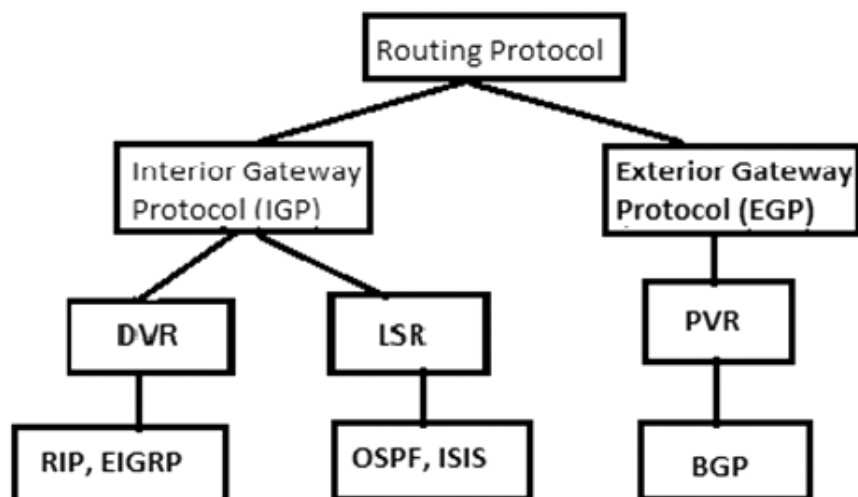 Routing Protocol
Interior Gateway
Protocol (IGP)
Exterior Gateway
Protocol (EGP)
DVR
LSR
PVR
RIP, EIGRP
OSPF, ISIS
BGP